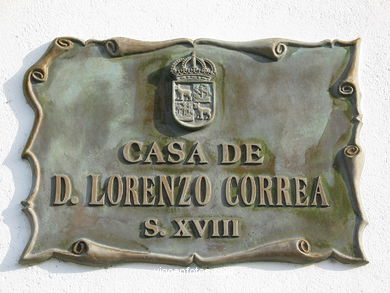 CASA DE
D. LORENZO CORREA
S. XVIII